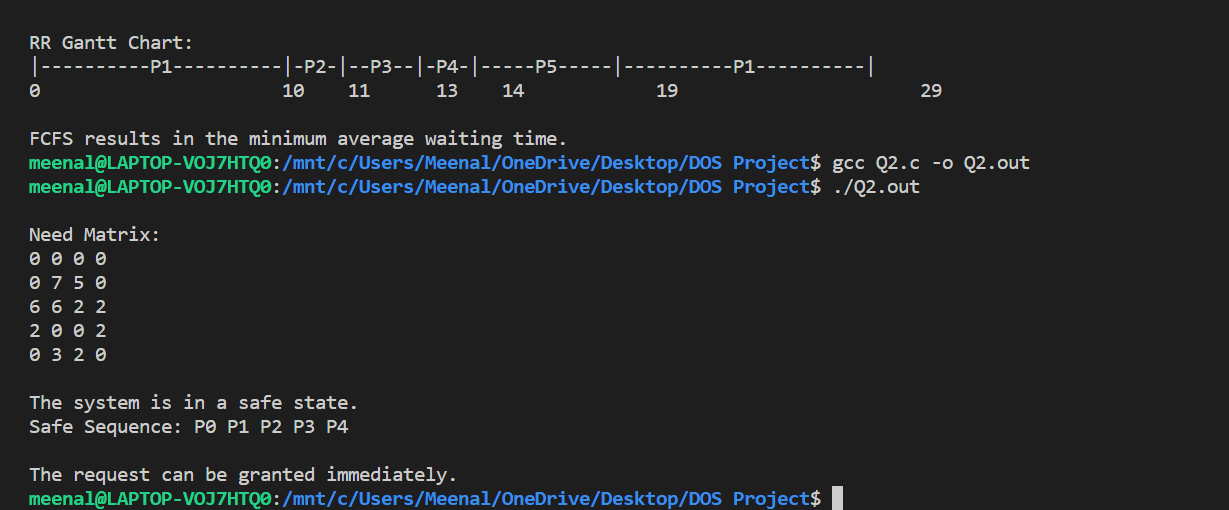 RR Gantt Chart:
|----------P1----------|-P2-|--P3--|-P4-|-----P5-----|----------P1----------|
0                      10    11      13    14            19                      29
FCFS results in the minimum average waiting time.
meenal@LAPTOP-VOJ7HTQ0:/mnt/c/Users/Meenal/OneDrive/Desktop/DOS Project$ gcc Q2.c -o Q2.out
meenal@LAPTOP-VOJ7HTQ0:/mnt/c/Users/Meenal/OneDrive/Desktop/DOS Project$ ./Q2.out
Need Matrix:
0 0 0 0
0 7 5 0
6 6 2 2
2 0 0 2
0 3 2 0
The system is in a safe state.
Safe Sequence: P0 P1 P2 P3 P4
The request can be granted immediately.
meenal@LAPTOP-VOJ7HTQ0:/mnt/c/Users/Meenal/OneDrive/Desktop/DOS Project$